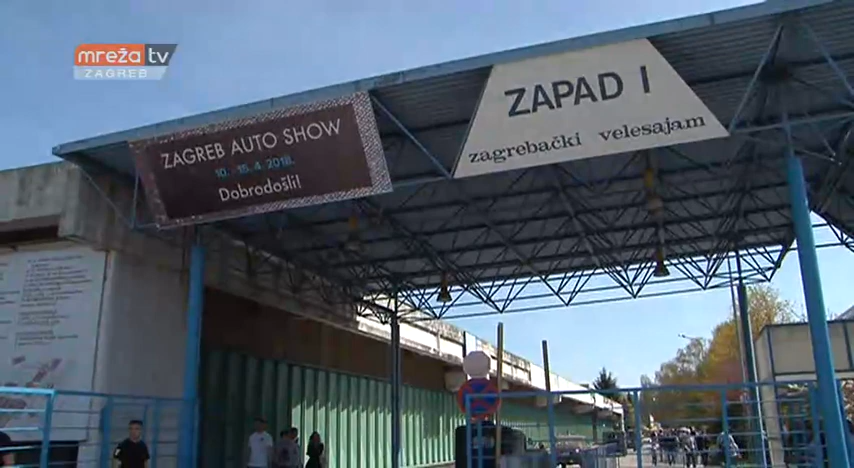 mreža tv
ZAGREB
ZAGREB AUTO SHOW
10. - 15. 4. 2018.
Dobrodošli!
ZAPAD I
zagrebački velesajam